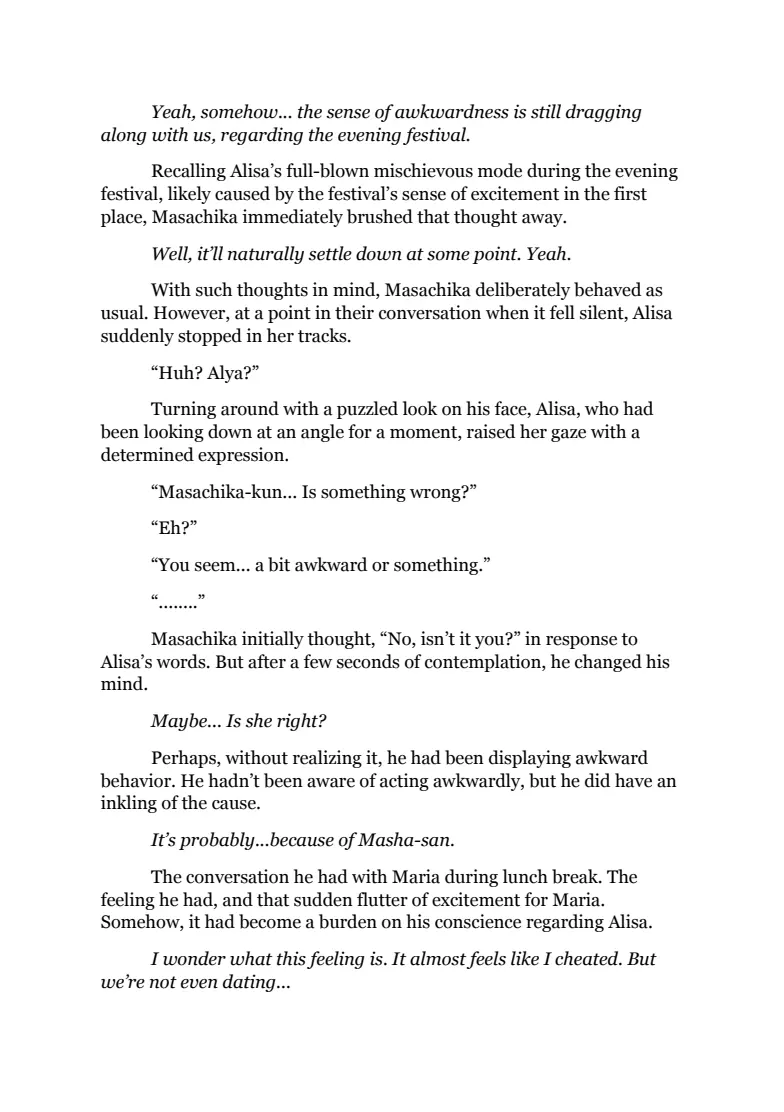 Yeah, somehow... the sense of awkwardness is still dragging
along with us, regarding the evening festival.
Recalling Alisa’s full-blown mischievous mode during the evening
festival, likely caused by the festival’s sense of excitement in the first
place, Masachika immediately brushed that thought away.
Well, it’ll naturally settle down at some point. Yeah.
With such thoughts in mind, Masachika deliberately behaved as
usual. However, at a point in their conversation when it fell silent, Alisa
suddenly stopped in her tracks.
“Huh? Alya?”
Turning around with a puzzled look on his face, Alisa, who had
been looking down at an angle for a moment, raised her gaze with a
determined expression.
“Masachika-kun... Is something wrong?”
“Eh?”
“You seem... a bit awkward or something.”
“........”
Masachika initially thought, “No, isn’t it you?” in response to
Alisa’s words. But after a few seconds of contemplation, he changed his
mind.
Maybe... Is she right?
Perhaps, without realizing it, he had been displaying awkward
behavior. He hadn’t been aware of acting awkwardly, but he did have an
inkling of the cause.
It’s probably...because of Masha-san.
The conversation he had with Maria during lunch break. The
feeling he had, and that sudden flutter of excitement for Maria.
Somehow, it had become a burden on his conscience regarding Alisa.
I wonder what this feeling is. It almost feels like I cheated. But
we’re not even dating...